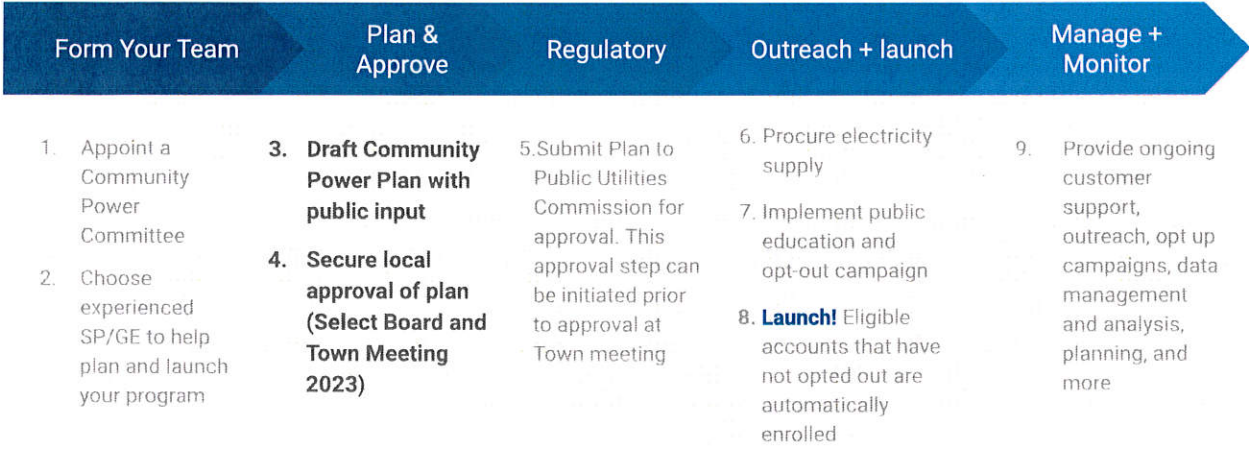 Form Your Team
Plan &
Approve
Regulatory
Outreach + launch
Manage +
Monitor
1. Appoint a
Community
Power
Committee
2. Choose
experienced
SP/GE to help
plan and launch
your program
3. Draft Community
Power Plan with
public input
4. Secure local
approval of plan
(Select Board and
Town Meeting
2023)
5.Submit Plan to
Public Utilities
Commission for
approval. This
approval step can
be initiated prior
to approval at
Town meeting
6. Procure electricity
supply
7. Implement public
education and
opt-out campaign
8. Launch! Eligible
accounts that have
not opted out are
automatically
enrolled
9. Provide ongoing
customer
support,
outreach, opt up
campaigns, data
management
and analysis,
planning, and
more